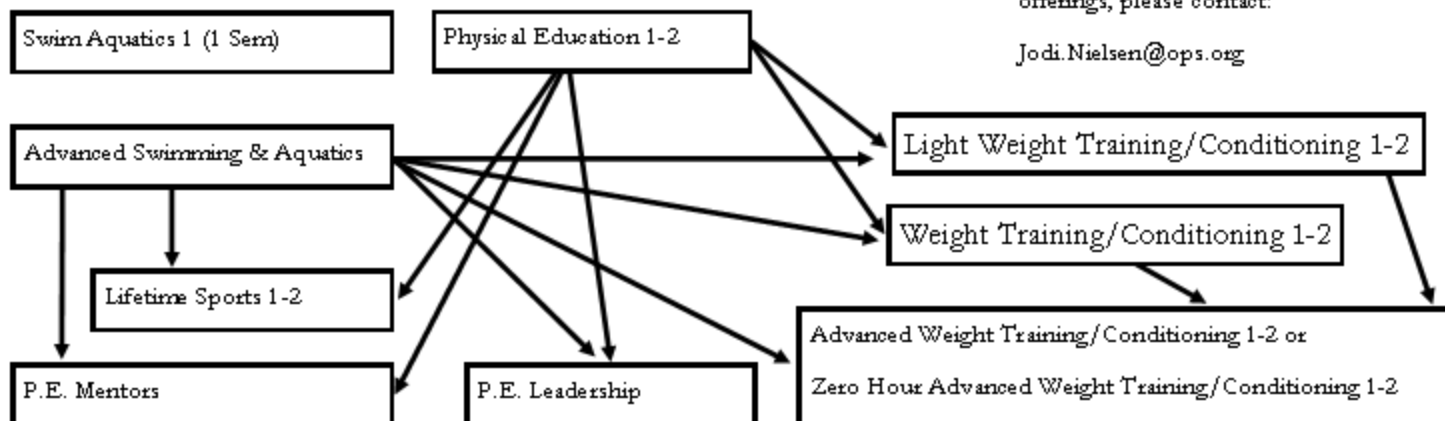 offerings, please contact:
Swim Aquatics 1 (1 Sem)
Physical Education 1-2
Jodi.Nielsen@ops.org
Light Weight Training/Conditioning 1-2
Advanced Swimming & Aquatics
Weight Training/Conditioning 1-2
Lifetime Sports 1-2
Advanced Weight Training/Conditioning 1-2 or
Zero Hour Advanced Weight Training/Conditioning 1-2
P.E. Mentors
P.E. Leadership